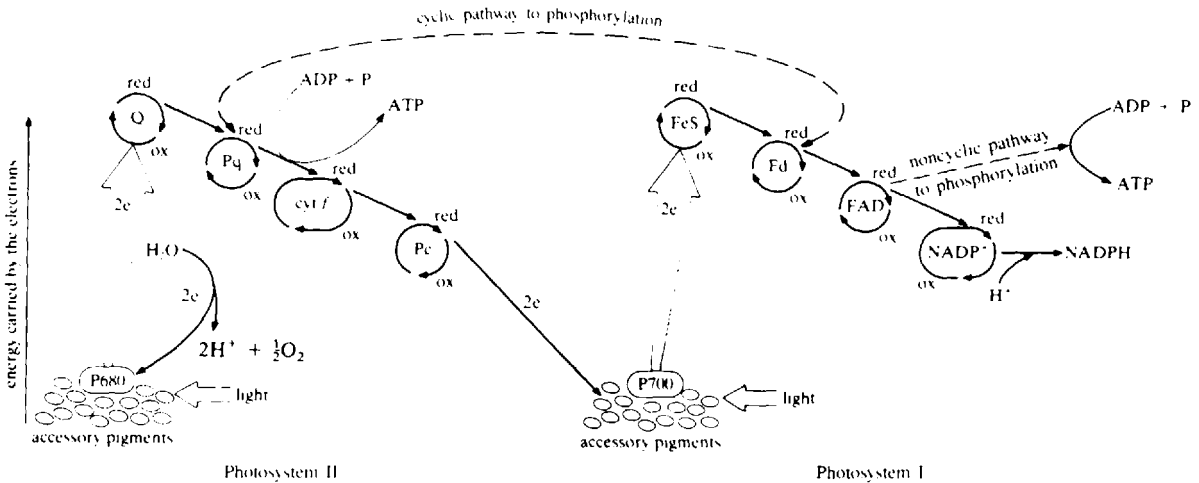 cyclic pathway to phosphorylation
energy carried by the electrons
red
Q
ox
2e
red
Pq
ox
ADP + P
ATP
red
cyt f
ox
red
Pc
ox
2e
H₂O
2e
2H⁺ + ½O₂
P680
light
accessory pigments
Photosystem II
red
FeS
ox
2e
red
Fd
ox
red
FAD
ox
noncyclic pathway
to phosphorylation
ADP + P
ATP
red
NADP⁺
ox
NADPH
H⁺
P700
light
accessory pigments
Photosystem I